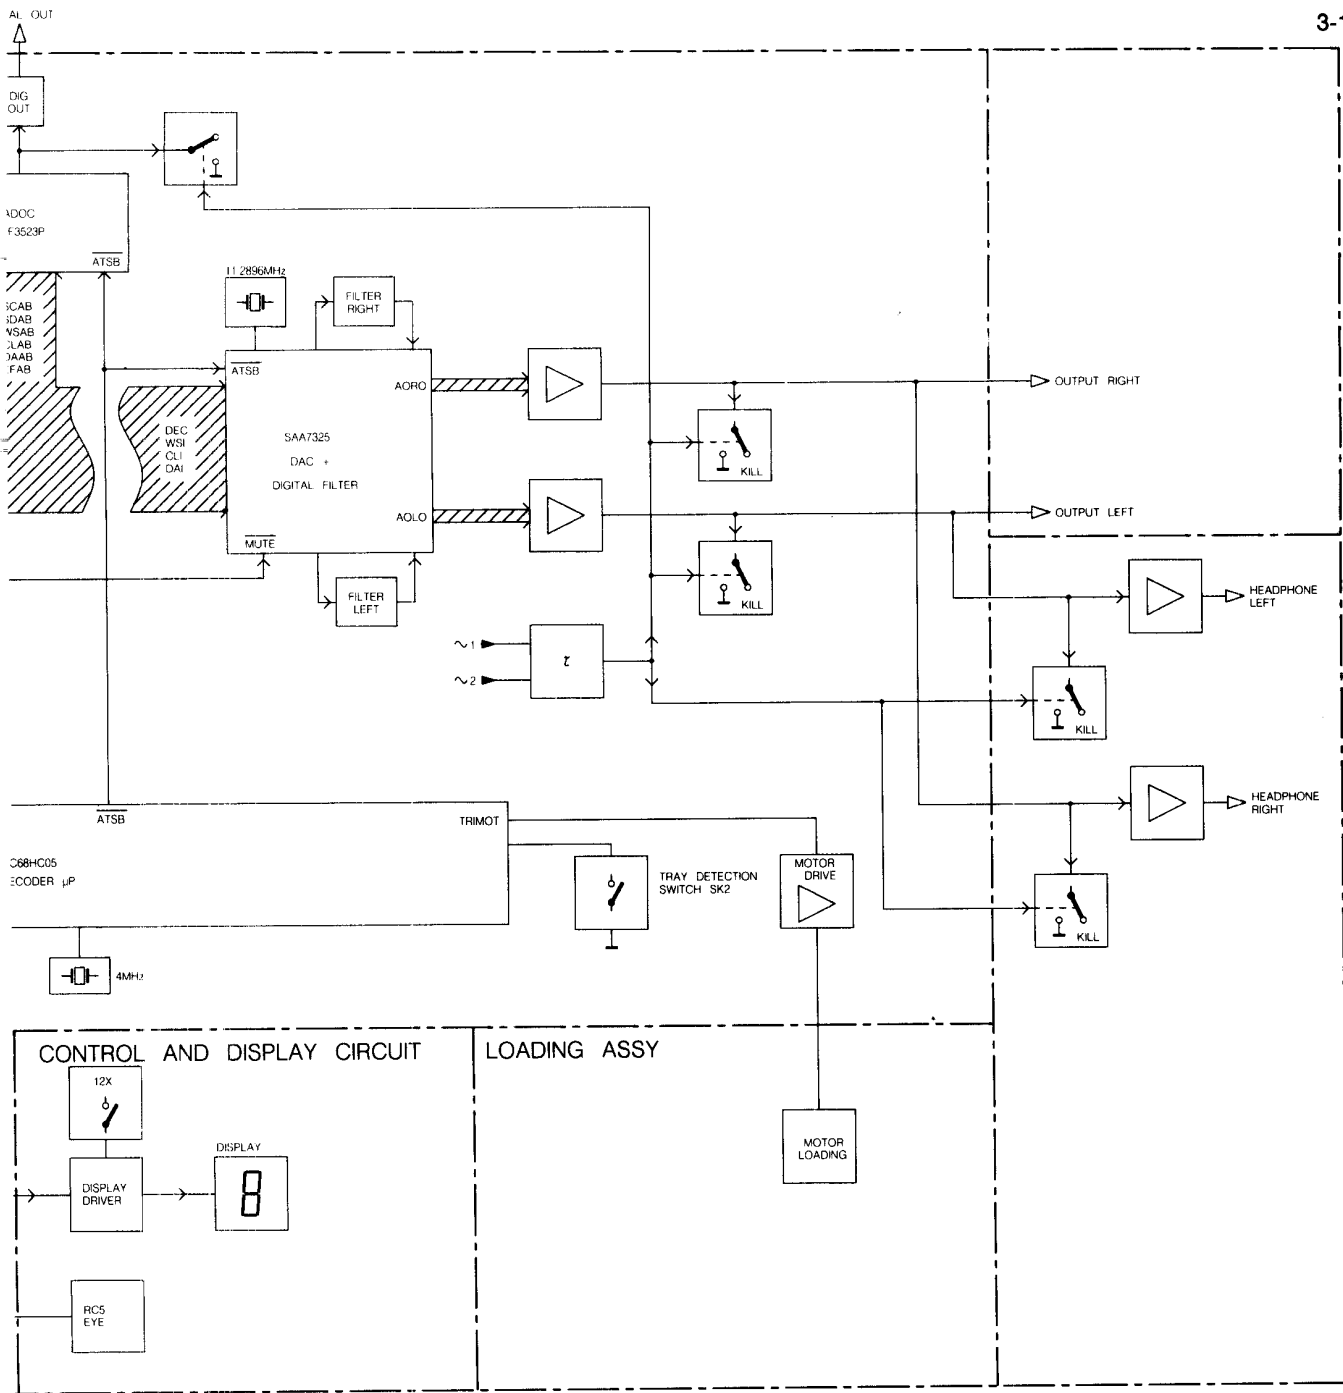 AL OUT
3-1
DIG
OUT
ADOC
F3523P
ATSB
11.2896MHz
FILTER
RIGHT
SCAB
SDAB
WSAB
CLAB
DAAB
EFAB
ATSB
AORO
OUTPUT RIGHT
DEC
WSI
CLI
DAI
SAA7325
DAC +
DIGITAL FILTER
KILL
AOLO
OUTPUT LEFT
MUTE
FILTER
LEFT
KILL
HEADPHONE
LEFT
~1
τ
~2
KILL
HEADPHONE
RIGHT
ATSB
TRIMOT
C68HC05
ECODER µP
TRAY DETECTION
SWITCH SK2
MOTOR
DRIVE
KILL
4MHz
CONTROL AND DISPLAY CIRCUIT
LOADING ASSY
12X
DISPLAY
DISPLAY
DRIVER
8
MOTOR
LOADING
RC5
EYE